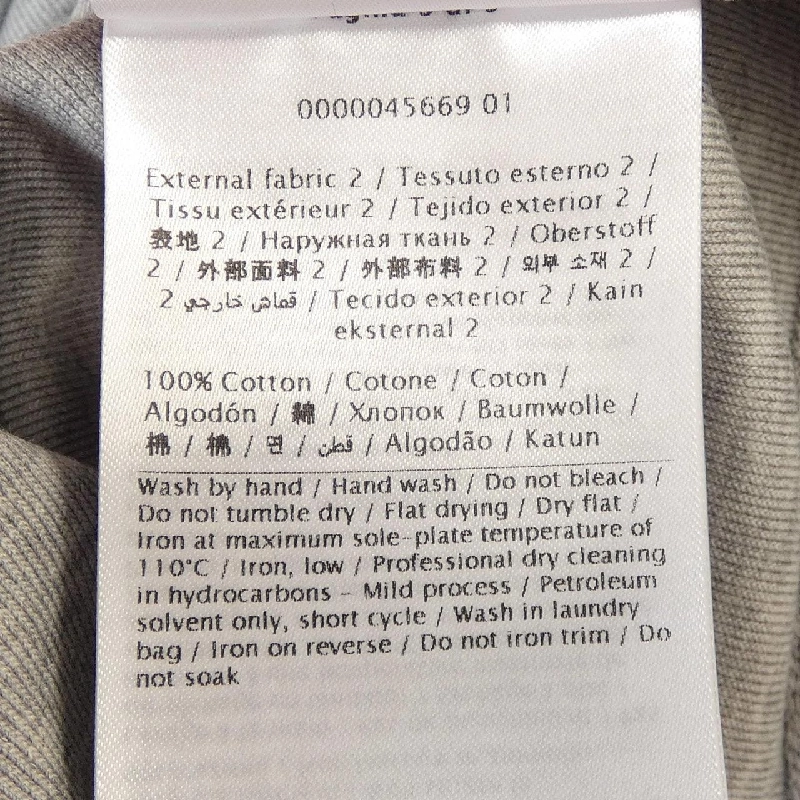 0000045669 01
External fabric 2 / Tessuto esterno 2 /
Tissu extérieur 2 / Tejido exterior 2 /
表地 2 / Наружная ткань 2 / Oberstoff
2 / 外部面料 2 / 外部布料 2 / 외부 소재 2 /
2 قماش خارجي / Tecido exterior 2 / Kain
eksternal 2
100% Cotton / Cotone / Coton /
Algodón / 綿 / Хлопок / Baumwolle /
棉 / 棉 / 면 / قطن / Algodão / Katun
Wash by hand / Hand wash / Do not bleach /
Do not tumble dry / Flat drying / Dry flat /
Iron at maximum sole-plate temperature of
110°C / Iron, low / Professional dry cleaning
in hydrocarbons - Mild process / Petroleum
solvent only, short cycle / Wash in laundry
bag / Iron on reverse / Do not iron trim / Do
not soak